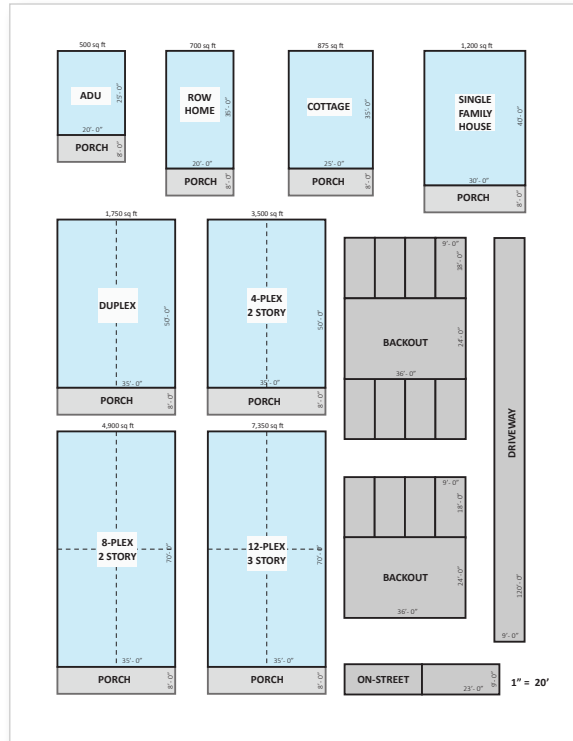 500 sq ft
ADU
25'- 0"
20'- 0"
PORCH
8'- 0"
700 sq ft
ROW
HOME
35'- 0"
20'- 0"
PORCH
8'- 0"
875 sq ft
COTTAGE
35'- 0"
25'- 0"
PORCH
8'- 0"
1,200 sq ft
SINGLE
FAMILY
HOUSE
40'- 0"
30'- 0"
PORCH
8'- 0"
1,750 sq ft
DUPLEX
50'- 0"
35'- 0"
PORCH
8'- 0"
3,500 sq ft
4-PLEX
2 STORY
50'- 0"
35'- 0"
PORCH
8'- 0"
9'- 0"
18'- 0"
BACKOUT
24'- 0"
36'- 0"
DRIVEWAY
120'- 0"
9'- 0"
4,900 sq ft
8-PLEX
2 STORY
70'- 0"
35'- 0"
PORCH
8'- 0"
7,350 sq ft
12-PLEX
3 STORY
70'- 0"
35'- 0"
PORCH
8'- 0"
9'- 0"
18'- 0"
BACKOUT
24'- 0"
36'- 0"
ON-STREET
23'- 0"
9'- 0"
1" = 20'